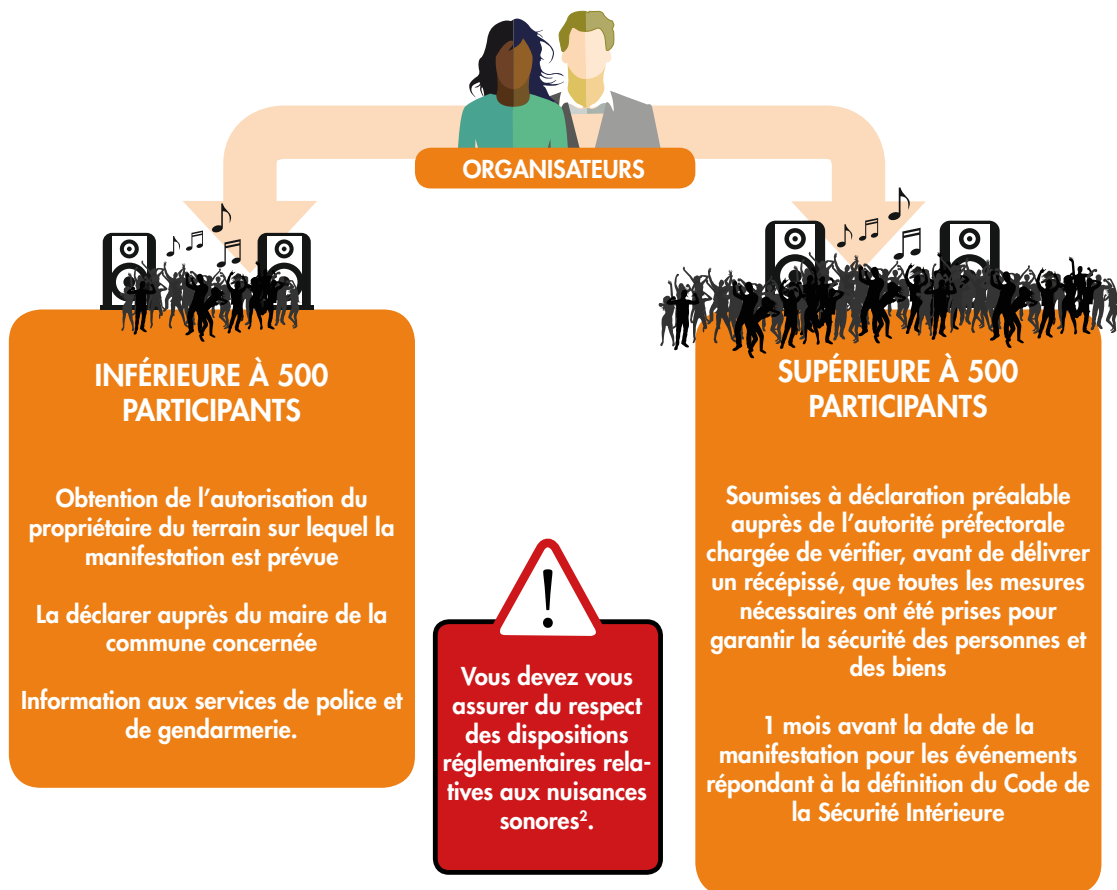 ORGANISATEURS
INFÉRIEURE À 500
PARTICIPANTS
Obtention de l'autorisation du
propriétaire du terrain sur lequel la
manifestation est prévue
La déclarer auprès du maire de la
commune concernée
Information aux services de police et
de gendarmerie.
!
Vous devez vous
assurer du respect
des dispositions
réglementaires rela-
tives aux nuisances
sonores².
SUPÉRIEURE À 500
PARTICIPANTS
Soumises à déclaration préalable
auprès de l'autorité préfectorale
chargée de vérifier, avant de délivrer
un récépissé, que toutes les mesures
nécessaires ont été prises pour
garantir la sécurité des personnes et
des biens
1 mois avant la date de la
manifestation pour les événements
répondant à la définition du Code de
la Sécurité Intérieure